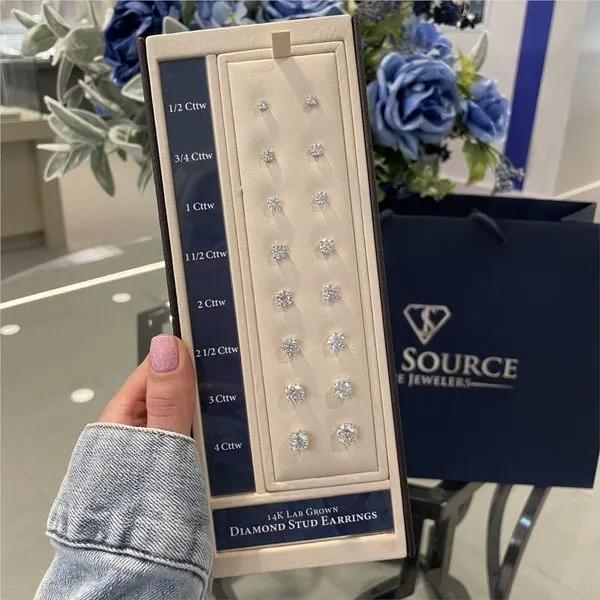 1/2 Cttw
3/4 Cttw
1 Cttw
1 1/2 Cttw
2 Cttw
2 1/2 Cttw
3 Cttw
4 Cttw
14K Lab Grown
Diamond Stud Earrings
SOURCE
E JEWELERS